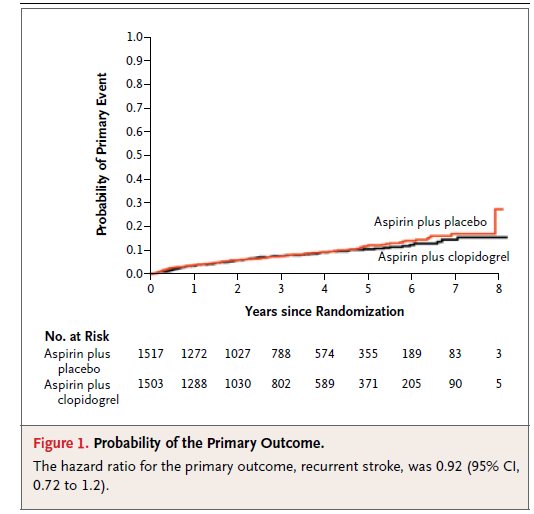 1.0
0.9
0.8
0.7
0.6
0.5
0.4
0.3
0.2
0.1
0.0
Probability of Primary Event
Aspirin plus placebo
Aspirin plus clopidogrel
0 1 2 3 4 5 6 7 8
Years since Randomization
No. at Risk
Aspirin plus 1517 1272 1027 788 574 355 189 83 3
placebo
Aspirin plus 1503 1288 1030 802 589 371 205 90 5
clopidogrel
Figure 1. Probability of the Primary Outcome.
The hazard ratio for the primary outcome, recurrent stroke, was 0.92 (95% CI,
0.72 to 1.2).